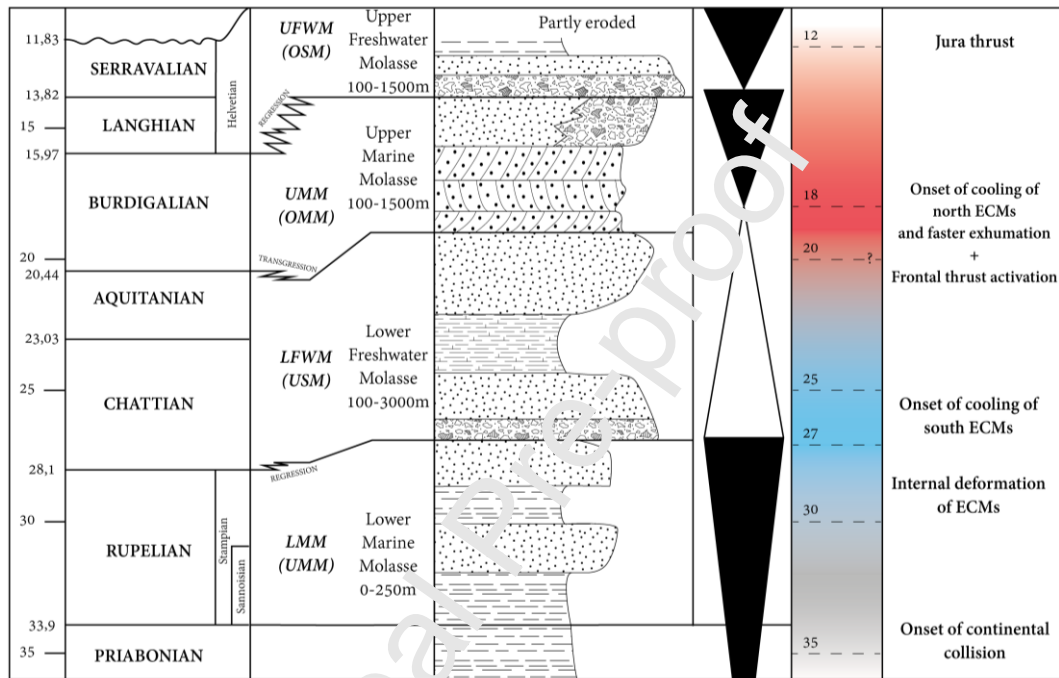 11,83
SERRAVALIAN
13,82
LANGHIAN
15
15,97
BURDIGALIAN
20
20,44
AQUITANIAN
23,03
25
CHATTIAN
28,1
30
RUPELIAN
33,9
35
PRIABONIAN
Helvetian
Stampian
Sannoisian
UFWM
(OSM)
Upper
Freshwater
Molasse
100-1500m
REGRESSION
UMM
(OMM)
Upper
Marine
Molasse
100-1500m
TRANSGRESSION
LFWM
(USM)
Lower
Freshwater
Molasse
100-3000m
REGRESSION
LMM
(UMM)
Lower
Marine
Molasse
0-250m
Partly eroded
12
18
20
?
25
27
30
35
Jura thrust
Onset of cooling of
north ECMs
and faster exhumation
+
Frontal thrust activation
Onset of cooling of
south ECMs
Internal deformation
of ECMs
Onset of continental
collision
al Pre-proof